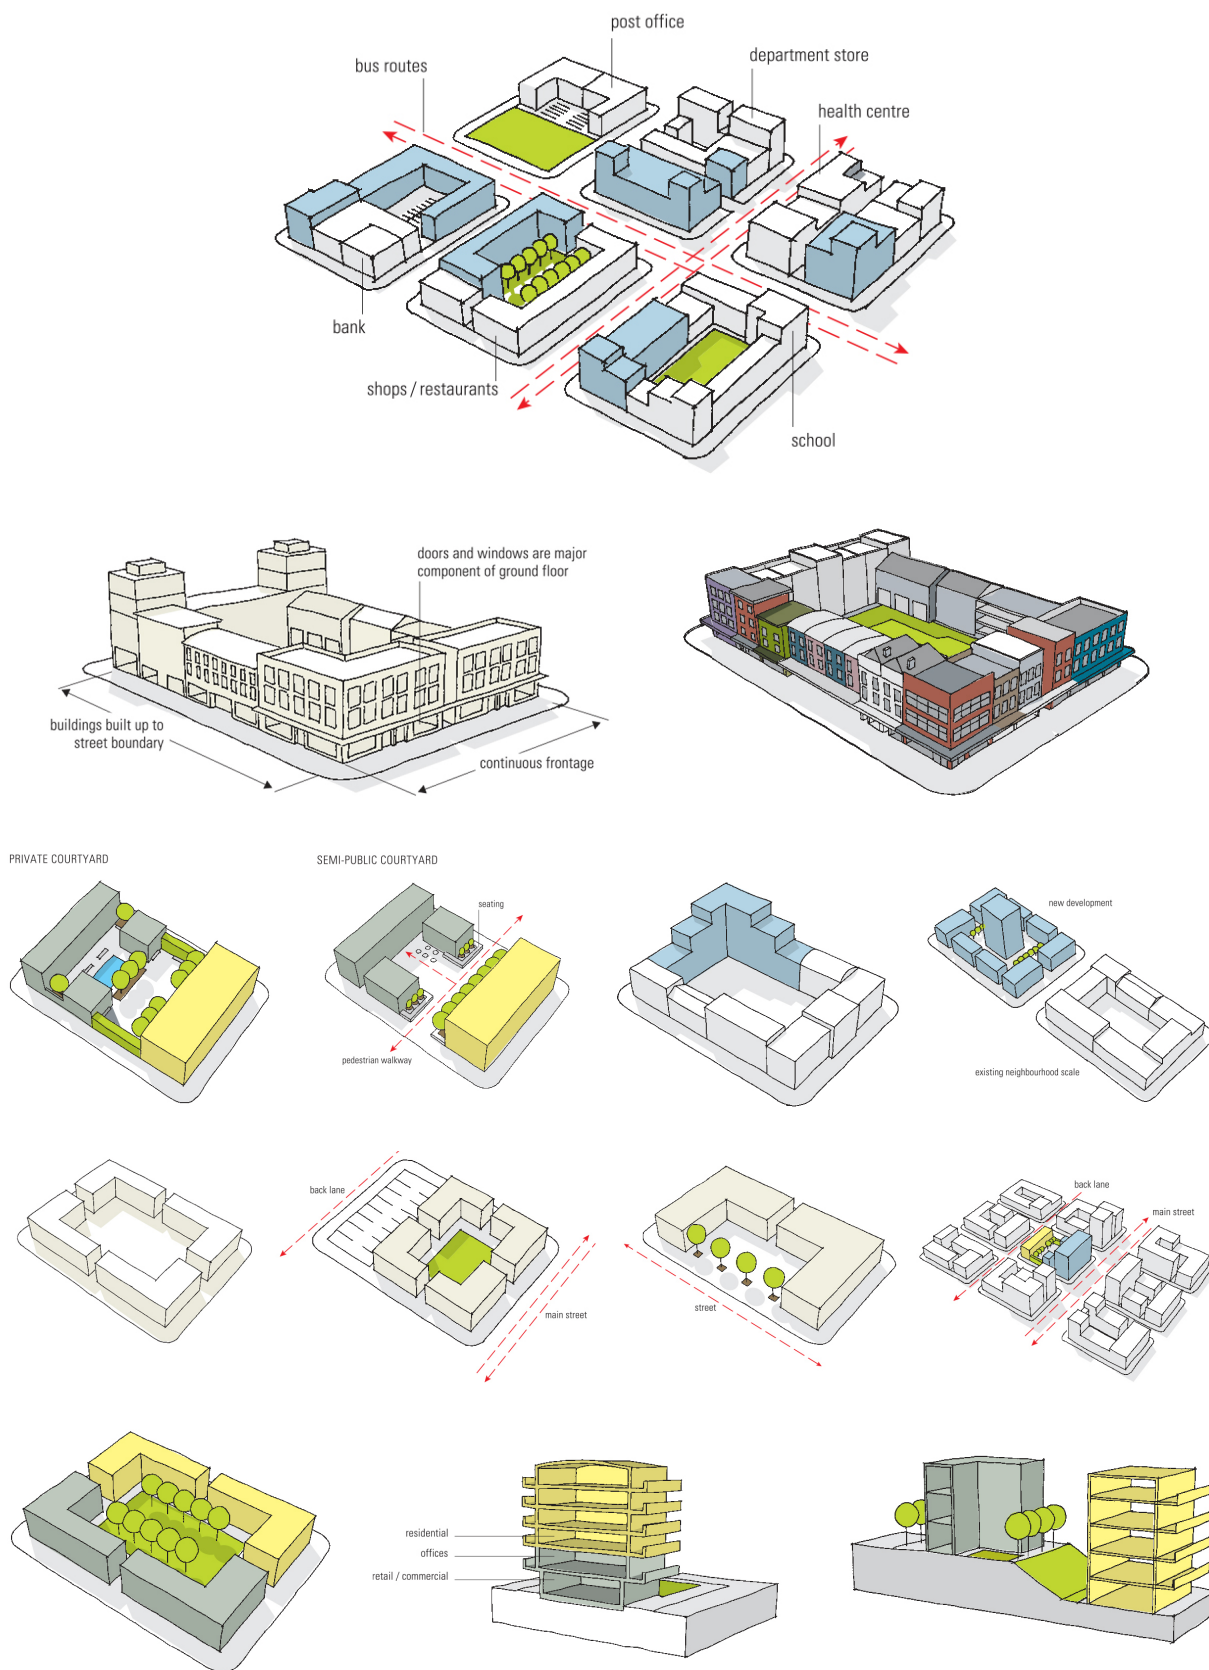 post office
department store
bus routes
health centre
bank
shops / restaurants
school
doors and windows are major
component of ground floor
buildings built up to
street boundary
continuous frontage
PRIVATE COURTYARD
SEMI-PUBLIC COURTYARD
seating
pedestrian walkway
new development
existing neighbourhood scale
back lane
main street
street
back lane
main street
residential
offices
retail / commercial